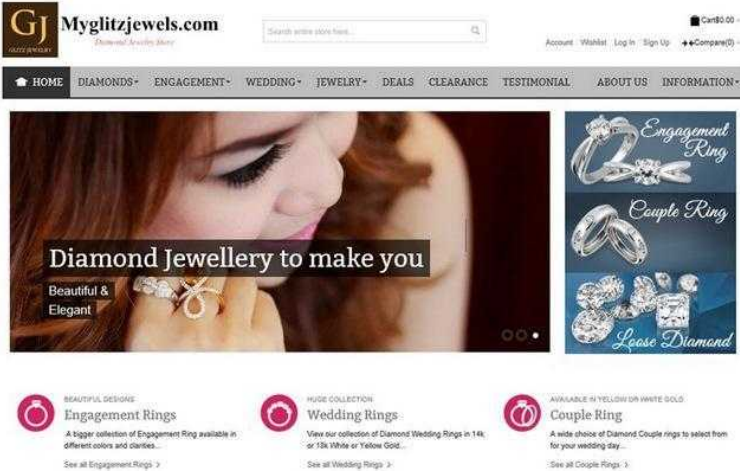 GJ
GLITZ JEWELRY
Myglitzjewels.com
Diamond Jewelry Store
Search entire store here...
Cart$0.00
Account Wishlist Log In Sign Up Compare(0)
HOME DIAMONDS ENGAGEMENT WEDDING JEWELRY DEALS CLEARANCE TESTIMONIAL ABOUT US INFORMATION
Diamond Jewellery to make you
Beautiful &
Elegant
Engagement
Ring
Couple Ring
Loose Diamond
BEAUTIFUL DESIGNS
Engagement Rings
A bigger collection of Engagement Ring available in
different colors and clarities...
See all Engagement Rings >
HUGE COLLECTION
Wedding Rings
View our collection of Diamond Wedding Rings in 14k
or 18k White or Yellow Gold...
See all Wedding Rings >
AVAILABLE IN YELLOW OR WHITE GOLD
Couple Ring
A wide choice of Diamond Couple rings to select from
for your wedding day...
See all Couple Rings >